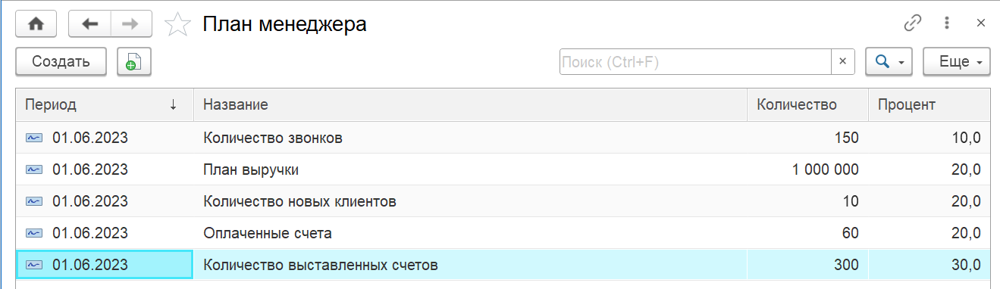 План менеджера
Создать Поиск (Ctrl+F) × Еще
Период ↓ Название Количество Процент
01.06.2023 Количество звонков 150 10,0
01.06.2023 План выручки 1 000 000 20,0
01.06.2023 Количество новых клиентов 10 20,0
01.06.2023 Оплаченные счета 60 20,0
01.06.2023 Количество выставленных счетов 300 30,0